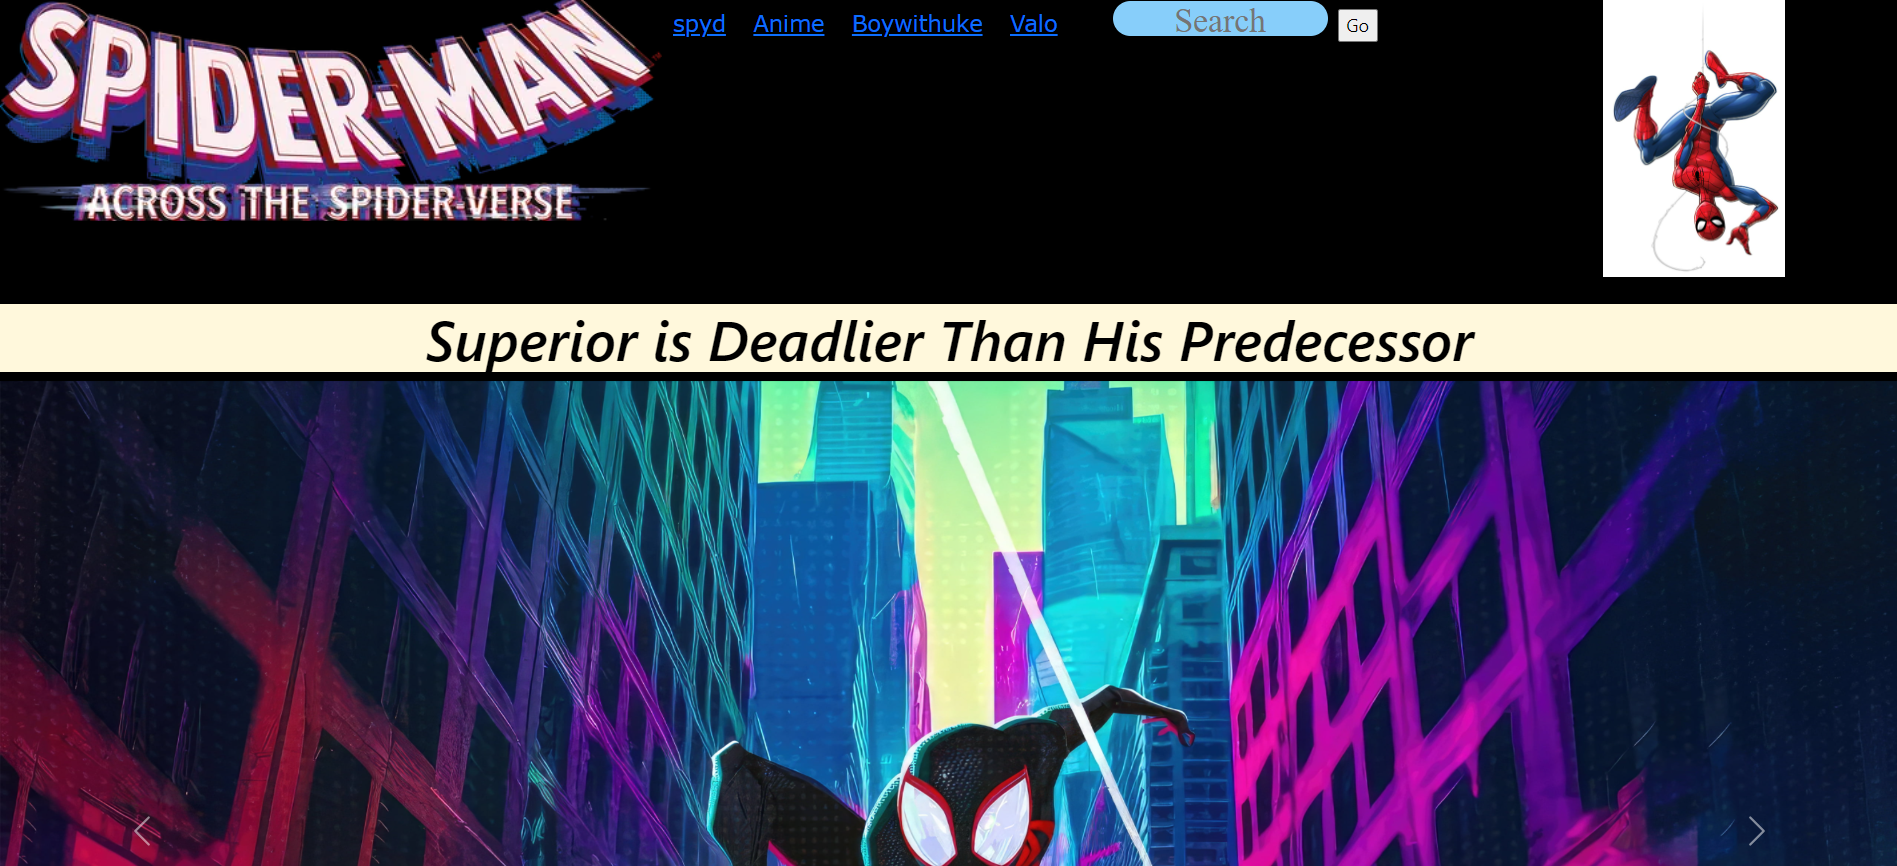 SPIDER-MAN
ACROSS THE SPIDER-VERSE
spyd Anime Boywithuke Valo Search Go
Superior is Deadlier Than His Predecessor